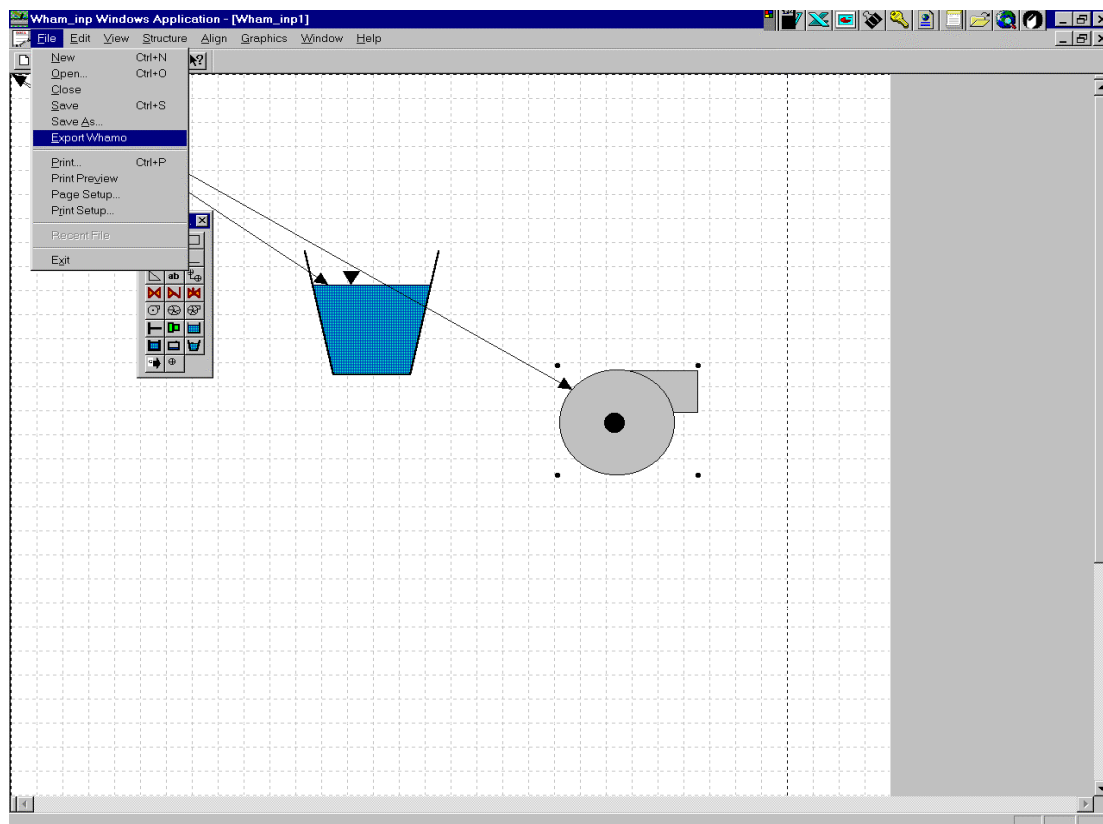 Wham_inp Windows Application - [Wham_inp1]
File Edit View Structure Align Graphics Window Help
New Ctrl+N
Open... Ctrl+O
Close
Save Ctrl+S
Save As...
Export Whamo
Print... Ctrl+P
Print Preview
Page Setup...
Print Setup...
Recent File
Exit
ab